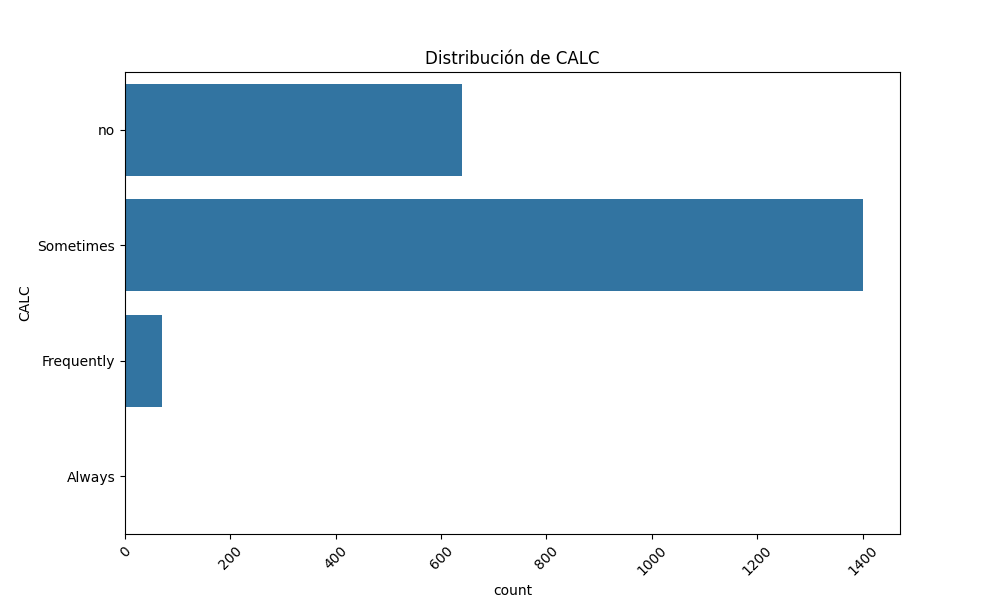 Distribución de CALC
no
Sometimes
Frequently
Always
CALC
0
200
400
600
800
1000
1200
1400
count